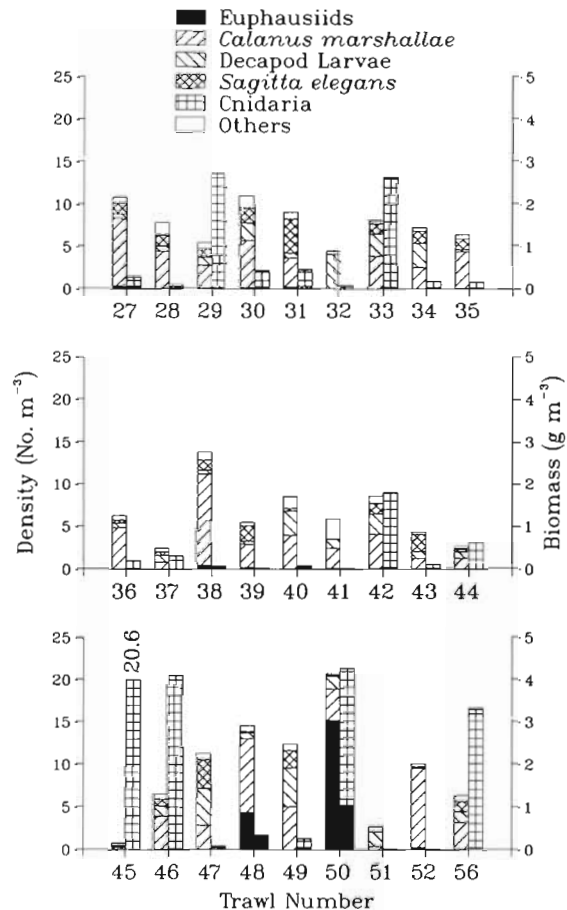 Euphausiids
Calanus marshallae
Decapod Larvae
Sagitta elegans
Cnidaria
Others
25 5
20 4
15 3
10 2
5 1
0 0
27 28 29 30 31 32 33 34 35
25 5
20 4
15 3
10 2
5 1
0 0
36 37 38 39 40 41 42 43 44
Density (No. m⁻³)
Biomass (g m⁻³)
20.6
25 5
20 4
15 3
10 2
5 1
0 0
45 46 47 48 49 50 51 52 56
Trawl Number